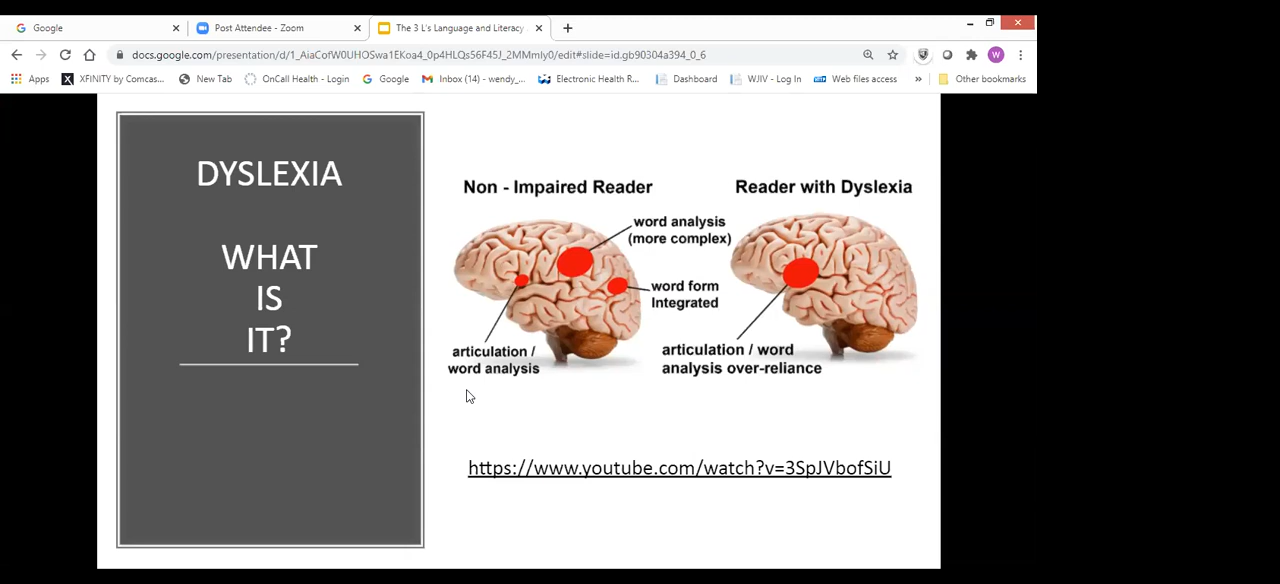 Google
Post Attendee - Zoom
The 3 L's Language and Literacy
docs.google.com/presentation/d/1_AiaCofW0UHOSwa1EKoa4_0p4HLQs56F45J_2MMmIy0/edit#slide=id.gb90304a394_0_6
Apps
XFINITY by Comcas...
New Tab
OnCall Health - Login
Google
Inbox (14) - wendy_...
Electronic Health R...
Dashboard
WJIV - Log In
Web files access
»
Other bookmarks
W
DYSLEXIA
WHAT
IS
IT?
Non - Impaired Reader
Reader with Dyslexia
word analysis
(more complex)
word form
Integrated
articulation /
word analysis
articulation / word
analysis over-reliance
https://www.youtube.com/watch?v=3SpJVbofSiU